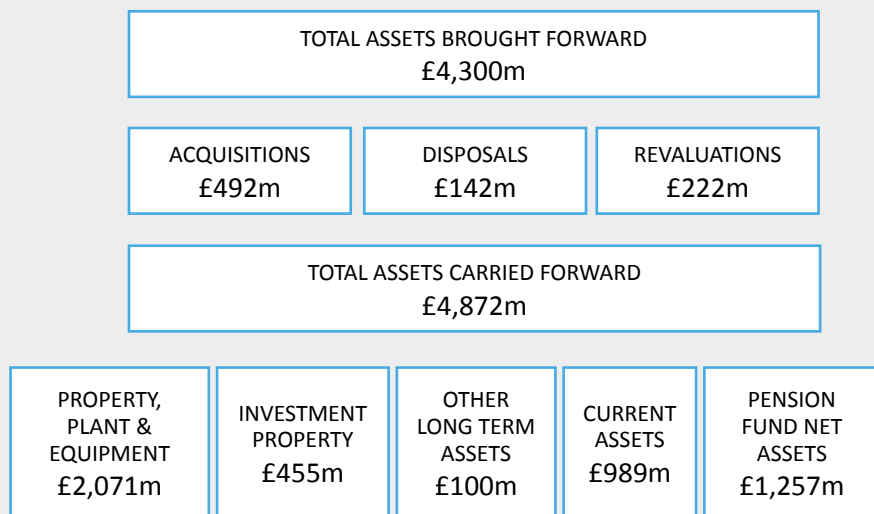 TOTAL ASSETS BROUGHT FORWARD
£4,300m
ACQUISITIONS
£492m
DISPOSALS
£142m
REVALUATIONS
£222m
TOTAL ASSETS CARRIED FORWARD
£4,872m
PROPERTY,
PLANT &
EQUIPMENT
£2,071m
INVESTMENT
PROPERTY
£455m
OTHER
LONG TERM
ASSETS
£100m
CURRENT
ASSETS
£989m
PENSION
FUND NET
ASSETS
£1,257m